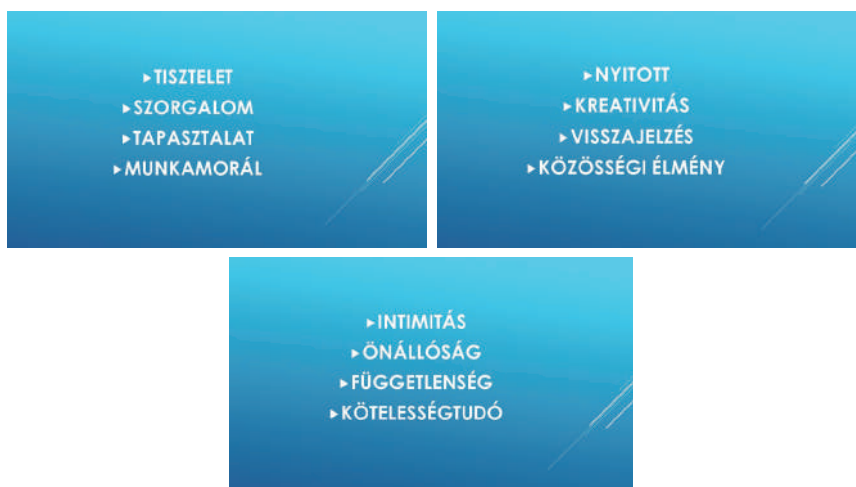 ▸TISZTELET
▸SZORGALOM
▸TAPASZTALAT
▸MUNKAMORÁL
▸NYITOTT
▸KREATIVITÁS
▸VISSZAJELZÉS
▸KÖZÖSSÉGI ÉLMÉNY
▸INTIMITÁS
▸ÖNÁLLÓSÁG
▸FÜGGETLENSÉG
▸KÖTELESSÉGTUDÓ